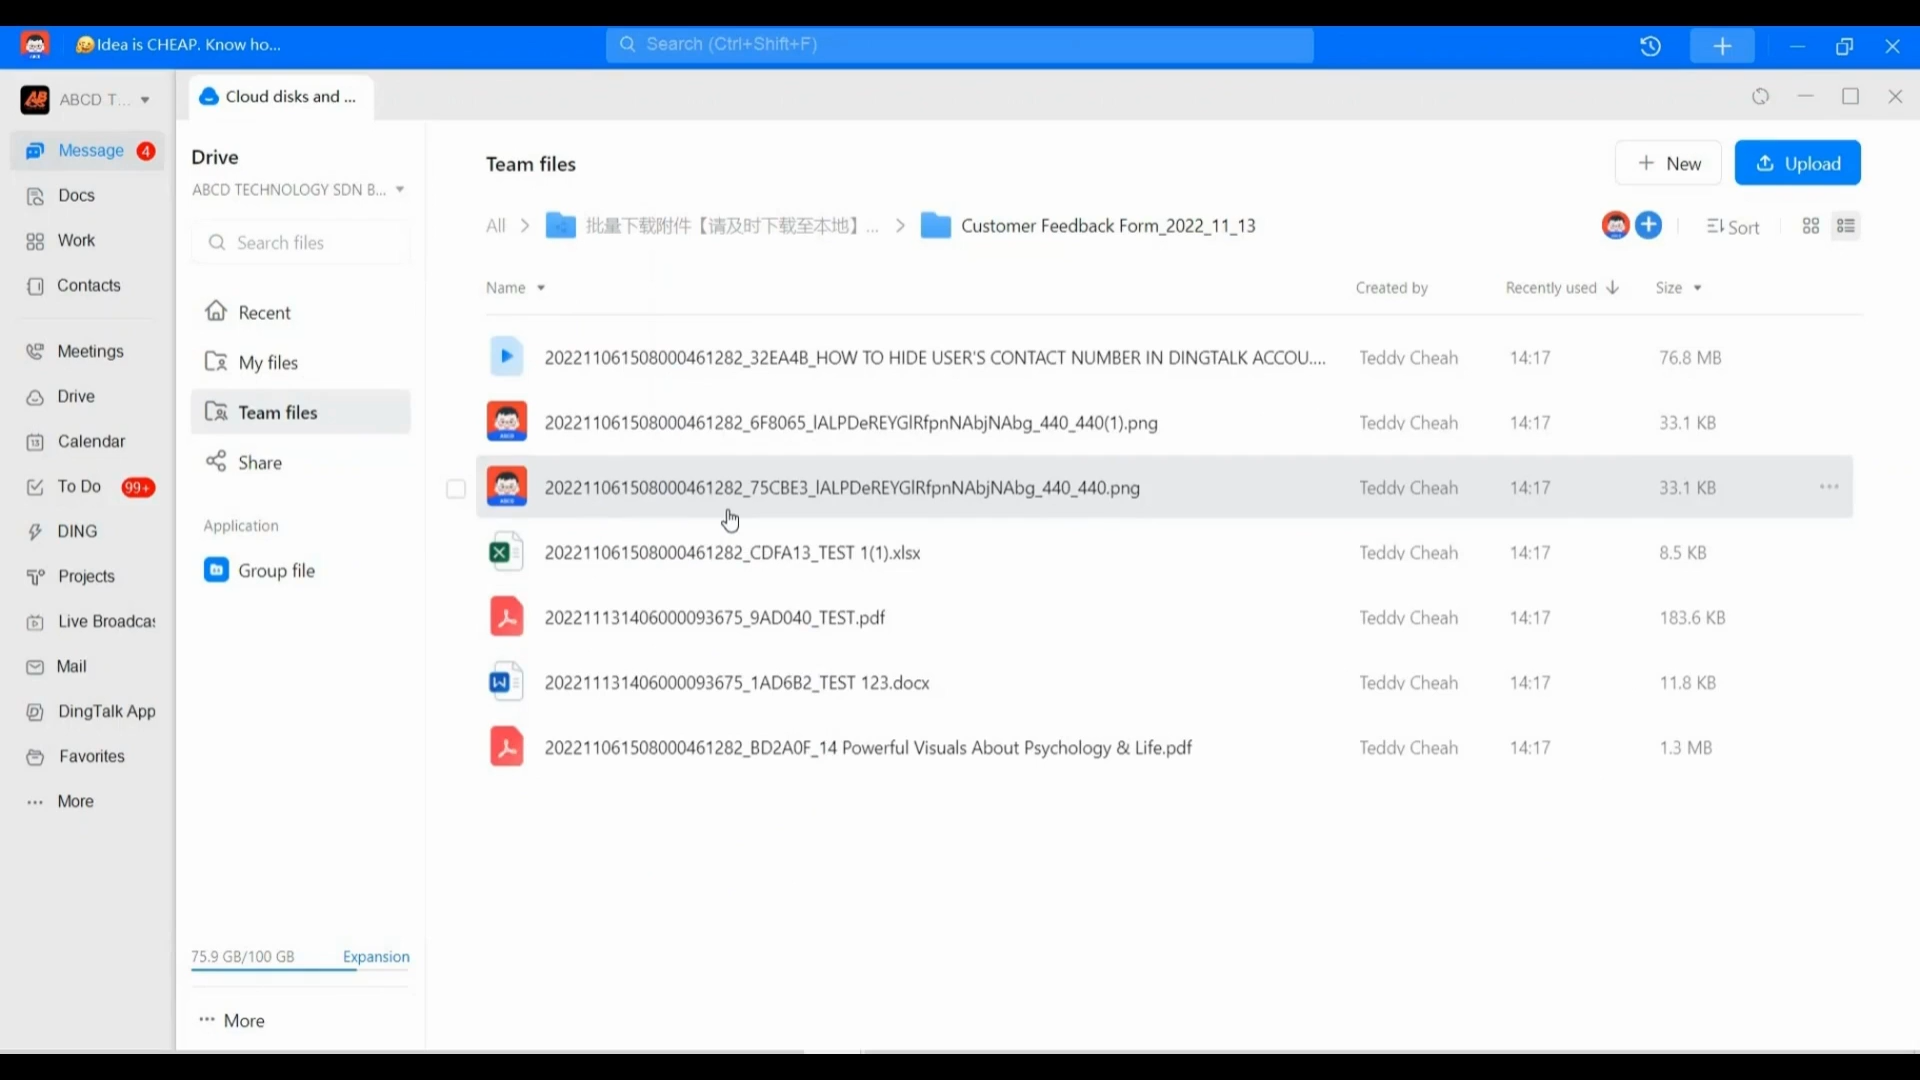 Idea is CHEAP. Know ho...
Search (Ctrl+Shift+F)
ABCD T...
Cloud disks and ...
Message 4
Docs
Work
Contacts
Meetings
Drive
Calendar
To Do 99+
DING
Projects
Live Broadcas
Mail
DingTalk App
Favorites
More
Drive
ABCD TECHNOLOGY SDN B...
Search files
Recent
My files
Team files
Share
Application
Group file
75.9 GB/100 GB Expansion
More
Team files
New
Upload
All > 批量下载附件【请及时下载至本地】... > Customer Feedback Form_2022_11_13
Sort
Name Created by Recently used Size
202211061508000461282_32EA4B_HOW TO HIDE USER'S CONTACT NUMBER IN DINGTALK ACCOU.... Teddy Cheah 14:17 76.8 MB
202211061508000461282_6F8065_lALPDeREYGlRfpnNAbjNAbg_440_440(1).png Teddy Cheah 14:17 33.1 KB
202211061508000461282_75CBE3_lALPDeREYGlRfpnNAbjNAbg_440_440.png Teddy Cheah 14:17 33.1 KB
202211061508000461282_CDFA13_TEST 1(1).xlsx Teddy Cheah 14:17 8.5 KB
202211131406000093675_9AD040_TEST.pdf Teddy Cheah 14:17 183.6 KB
202211131406000093675_1AD6B2_TEST 123.docx Teddy Cheah 14:17 11.8 KB
202211061508000461282_BD2A0F_14 Powerful Visuals About Psychology & Life.pdf Teddy Cheah 14:17 1.3 MB